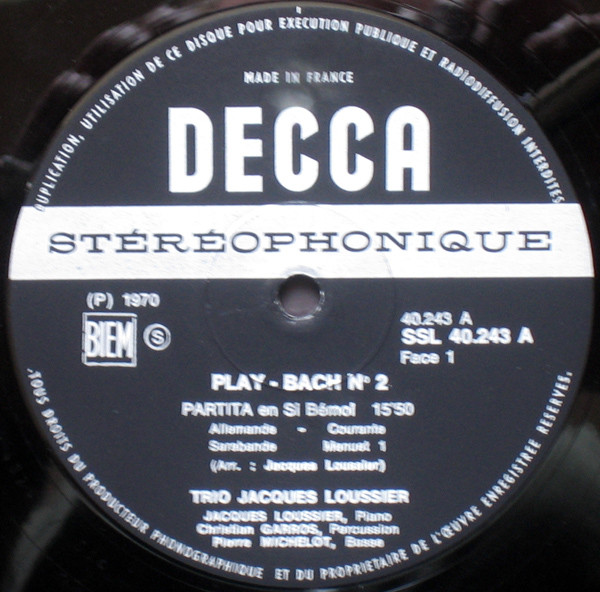 DUPLICATION, UTILISATION DE CE DISQUE POUR EXECUTION PUBLIQUE ET RADIODIFFUSION INTERDITES.
MADE IN FRANCE
DECCA
STÉRÉOPHONIQUE
(P) 1970
BIEM
S
40.243 A
SSL 40.243 A
Face 1
PLAY - BACH N° 2
PARTITA en Si Bémol 15'50
Allemande - Courante
Sarabande Menuet 1
(Arr. : Jacques Loussier)
TRIO JACQUES LOUSSIER
JACQUES LOUSSIER, Piano
Christian GARROS, Percussion
Pierre MICHELOT, Basse
.TOUS DROITS DU PRODUCTEUR PHONOGRAPHIQUE ET DU PROPRIETAIRE DE L'ŒUVRE ENREGISTREE RESERVES.